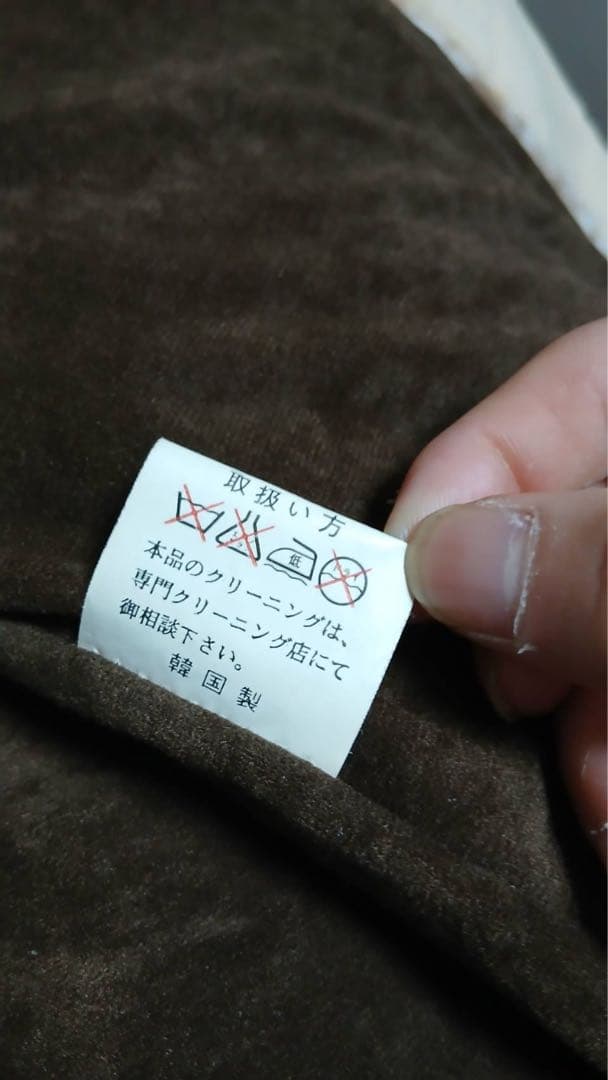 取扱い方
低
本品のクリーニングは、
専門クリーニング店にて
御相談下さい。
韓国製